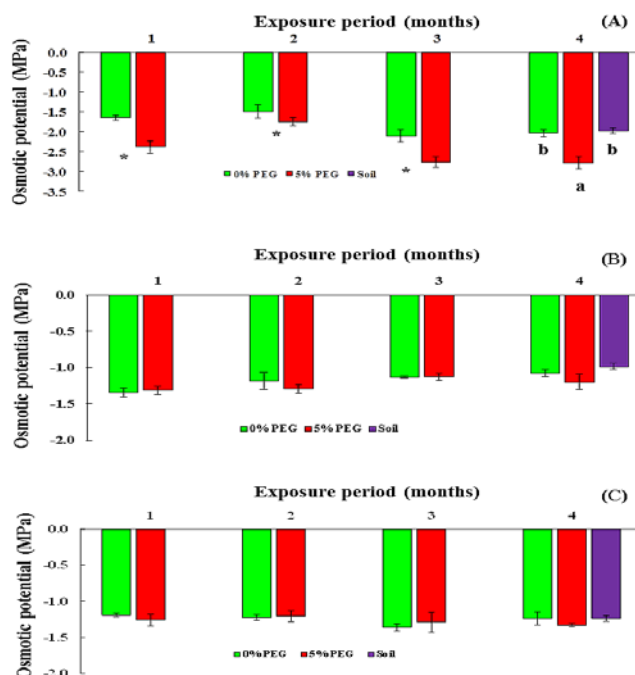 Exposure period (months) (A)
1 2 3 4
0.0
-0.5
-1.0
-1.5
-2.0
-2.5
-3.0
-3.5
Osmotic potential (MPa)
* * * b a b
0% PEG 5% PEG Soil
Exposure period (months) (B)
1 2 3 4
0.0
-0.5
-1.0
-1.5
-2.0
Osmotic potential (MPa)
0% PEG 5% PEG Soil
Exposure period (months) (C)
1 2 3 4
0.0
-0.5
-1.0
-1.5
-2.0
Osmotic potential (MPa)
0% PEG 5% PEG Soil